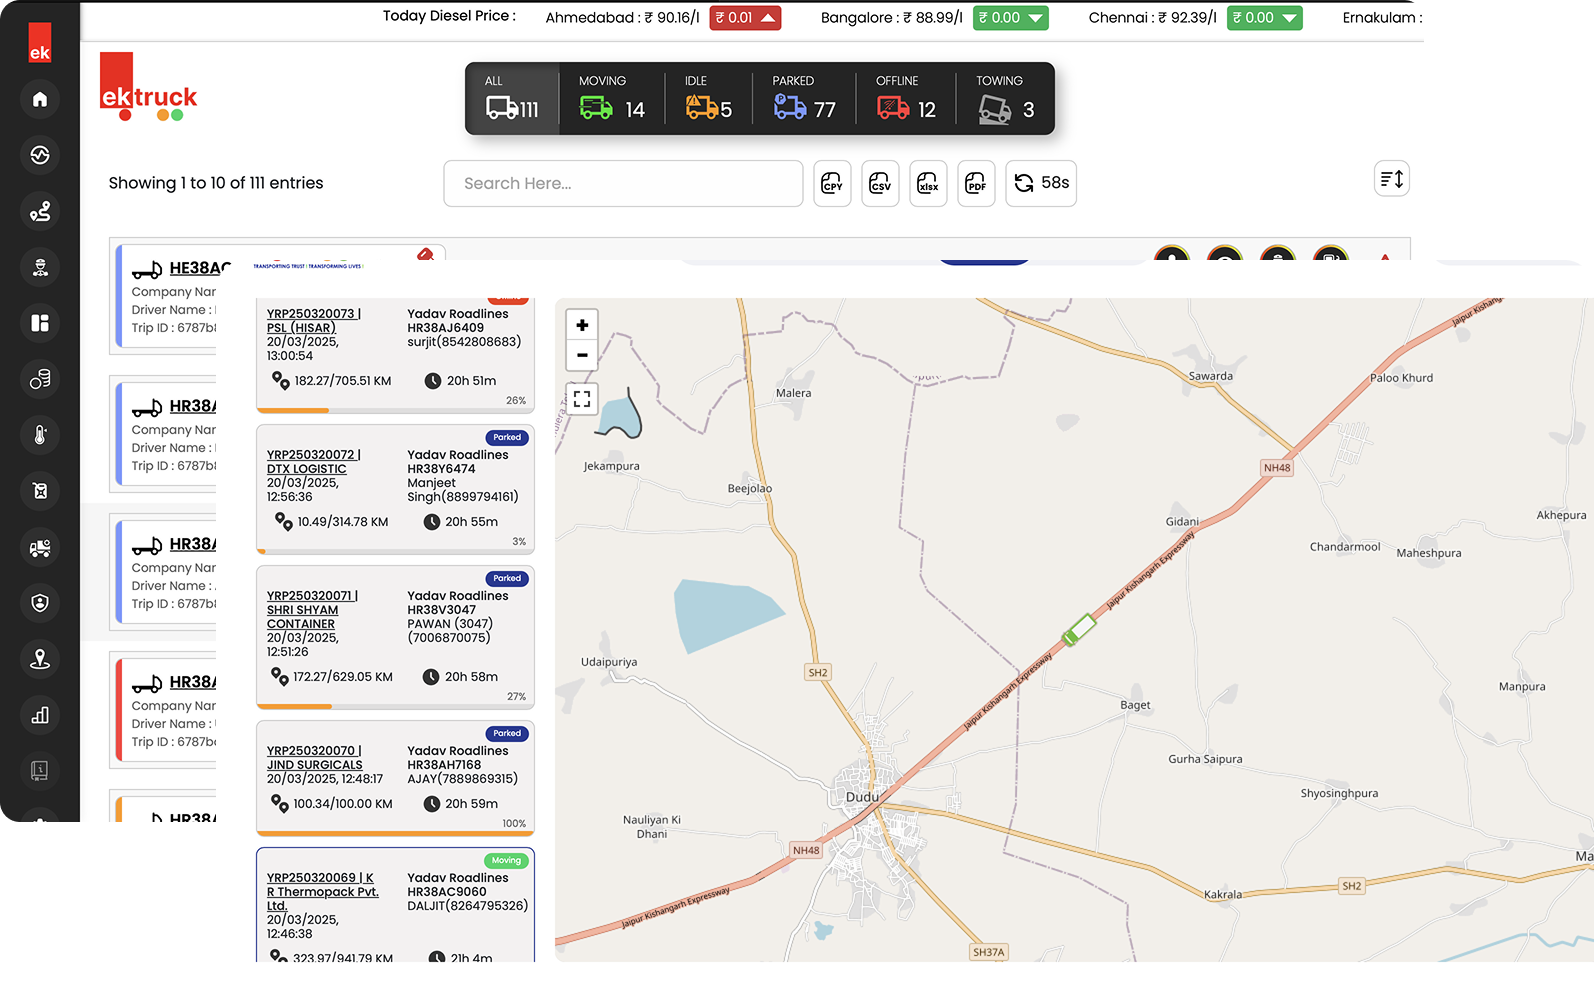 Today Diesel Price :
Ahmedabad : ₹ 90.16/l ₹ 0.01
Bangalore : ₹ 88.99/l ₹ 0.00
Chennai : ₹ 92.39/l ₹ 0.00
Ernakulam :
ek
ektruck
ALL
111
MOVING
14
IDLE
5
PARKED
77
OFFLINE
12
TOWING
3
Showing 1 to 10 of 111 entries
Search Here...
CPY
CSV
xlsx
PDF
58s
HE38AC
Company Nar
Driver Name :
Trip ID : 6787b
HR38A
Company Nar
Driver Name :
Trip ID : 6787b
HR38A
Company Nar
Driver Name :
Trip ID : 6787b
HR38A
Company Nar
Driver Name :
Trip ID : 6787b
HR38A
TRANSPORTING TRUST | TRANSFORMING LIVES |
YRP250320073 |
PSL (HISAR)
20/03/2025,
13:00:54
Yadav Roadlines
HR38AJ6409
surjit(8542808683)
182.27/705.51 KM
20h 51m
26%
Parked
YRP250320072 |
DTX LOGISTIC
20/03/2025,
12:56:36
Yadav Roadlines
HR38Y6474
Manjeet
Singh(8899794161)
10.49/314.78 KM
20h 55m
3%
Parked
YRP250320071 |
SHRI SHYAM
CONTAINER
20/03/2025,
12:51:26
Yadav Roadlines
HR38V3047
PAWAN (3047)
(7006870075)
172.27/629.05 KM
20h 58m
27%
Parked
YRP250320070 |
JIND SURGICALS
20/03/2025, 12:48:17
Yadav Roadlines
HR38AH7168
AJAY(7889869315)
100.34/100.00 KM
20h 59m
100%
Moving
YRP250320069 | K
R Thermopack Pvt.
Ltd.
20/03/2025,
12:46:38
Yadav Roadlines
HR38AC9060
DALJIT(8264795326)
323.97/941.79 KM
21h 4m
+
−
Jaipur Kishangarh
Sawarda
Paloo Khurd
Malera
Jekampura
NH48
Beejolao
Akhepura
Gidani
Chandarmool
Maheshpura
Jaipur Kishangarh Expressway
Udaipuriya
SH2
Jaipur Kishangarh Expressway
Manpura
Baget
Gurha Saipura
Dudu
Shyosinghpura
Nauliyan Ki
Dhani
NH48
Ma
Kakrala
SH2
Jaipur Kishangarh Expressway
SH37A